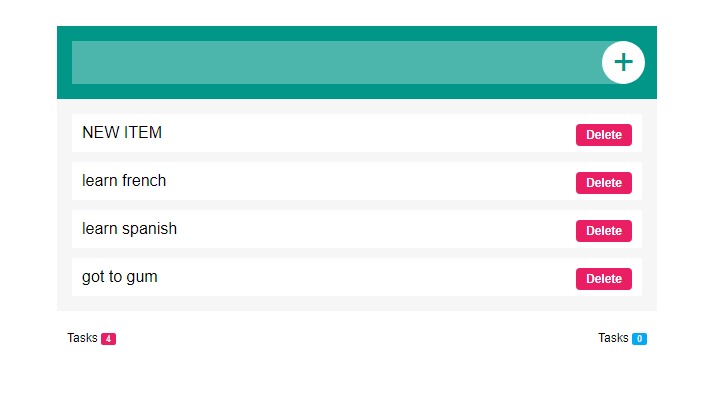 +
NEW ITEM Delete
learn french Delete
learn spanish Delete
got to gum Delete
Tasks 4 Tasks 0